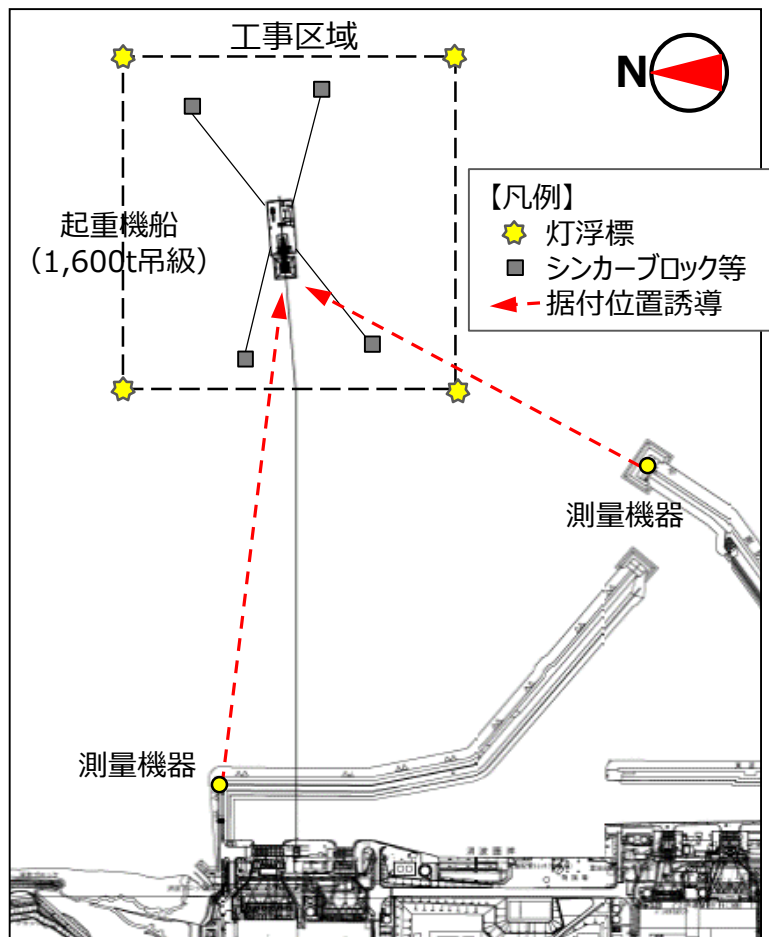 工事区域
N
起重機船
（1,600t吊級）
【凡例】
灯浮標
シンカーブロック等
据付位置誘導
測量機器
測量機器